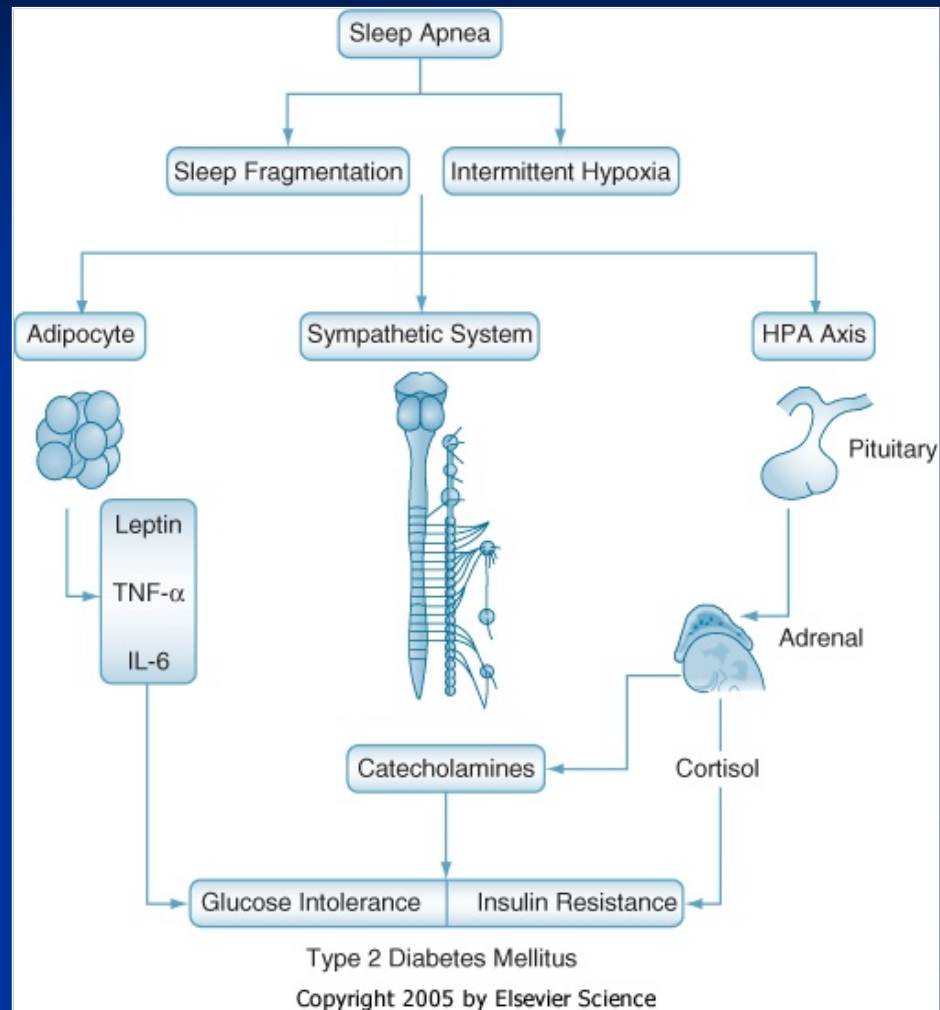 Sleep Apnea
Sleep Fragmentation
Intermittent Hypoxia
Adipocyte
Sympathetic System
HPA Axis
Pituitary
Leptin
TNF-α
IL-6
Adrenal
Catecholamines
Cortisol
Glucose Intolerance
Insulin Resistance
Type 2 Diabetes Mellitus
Copyright 2005 by Elsevier Science